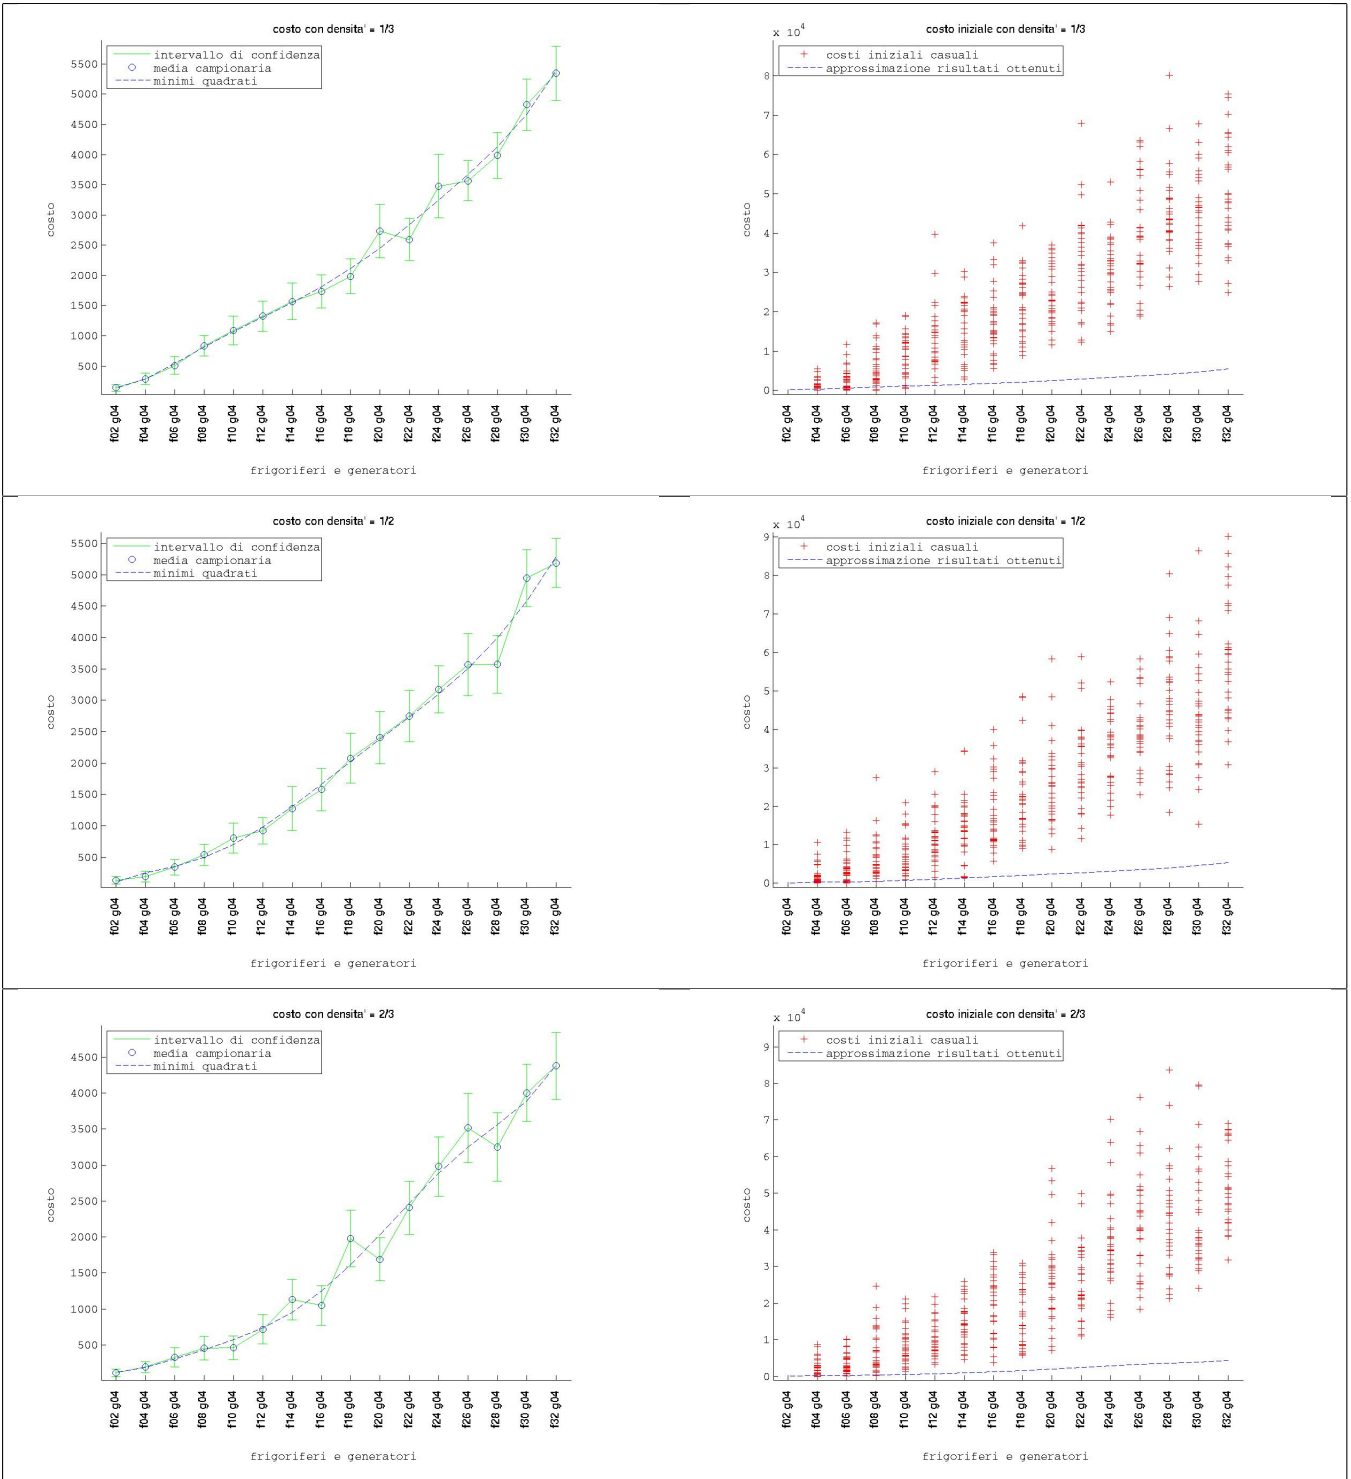 costo con densita' = 1/3
intervallo di confidenza
media campionaria
minimi quadrati
5500
5000
4500
4000
3500
3000
2500
2000
1500
1000
500
costo
f02 g04
f04 g04
f06 g04
f08 g04
f10 g04
f12 g04
f14 g04
f16 g04
f18 g04
f20 g04
f22 g04
f24 g04
f26 g04
f28 g04
f30 g04
f32 g04
frigoriferi e generatori
costo iniziale con densita' = 1/3
x 10^4
costi iniziali casuali
approssimazione risultati ottenuti
8
7
6
5
4
3
2
1
0
costo
f02 g04
f04 g04
f06 g04
f08 g04
f10 g04
f12 g04
f14 g04
f16 g04
f18 g04
f20 g04
f22 g04
f24 g04
f26 g04
f28 g04
f30 g04
f32 g04
frigoriferi e generatori
costo con densita' = 1/2
intervallo di confidenza
media campionaria
minimi quadrati
5500
5000
4500
4000
3500
3000
2500
2000
1500
1000
500
costo
f02 g04
f04 g04
f06 g04
f08 g04
f10 g04
f12 g04
f14 g04
f16 g04
f18 g04
f20 g04
f22 g04
f24 g04
f26 g04
f28 g04
f30 g04
f32 g04
frigoriferi e generatori
costo iniziale con densita' = 1/2
x 10^4
costi iniziali casuali
approssimazione risultati ottenuti
9
8
7
6
5
4
3
2
1
0
costo
f02 g04
f04 g04
f06 g04
f08 g04
f10 g04
f12 g04
f14 g04
f16 g04
f18 g04
f20 g04
f22 g04
f24 g04
f26 g04
f28 g04
f30 g04
f32 g04
frigoriferi e generatori
costo con densita' = 2/3
intervallo di confidenza
media campionaria
minimi quadrati
4500
4000
3500
3000
2500
2000
1500
1000
500
costo
f02 g04
f04 g04
f06 g04
f08 g04
f10 g04
f12 g04
f14 g04
f16 g04
f18 g04
f20 g04
f22 g04
f24 g04
f26 g04
f28 g04
f30 g04
f32 g04
frigoriferi e generatori
costo iniziale con densita' = 2/3
x 10^4
costi iniziali casuali
approssimazione risultati ottenuti
9
8
7
6
5
4
3
2
1
0
costo
f02 g04
f04 g04
f06 g04
f08 g04
f10 g04
f12 g04
f14 g04
f16 g04
f18 g04
f20 g04
f22 g04
f24 g04
f26 g04
f28 g04
f30 g04
f32 g04
frigoriferi e generatori